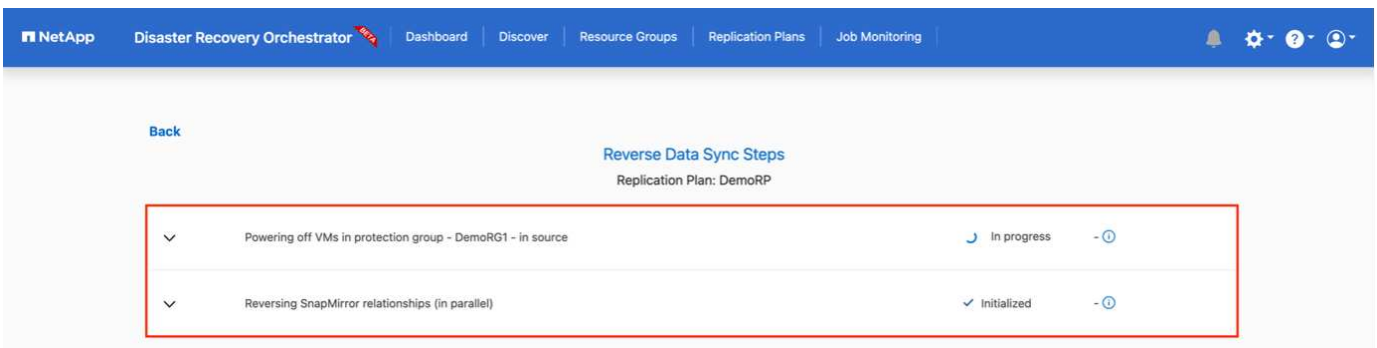 NetApp Disaster Recovery Orchestrator BETA Dashboard Discover Resource Groups Replication Plans Job Monitoring
Back
Reverse Data Sync Steps
Replication Plan: DemoRP
Powering off VMs in protection group - DemoRG1 - in source In progress -
Reversing SnapMirror relationships (in parallel) Initialized -